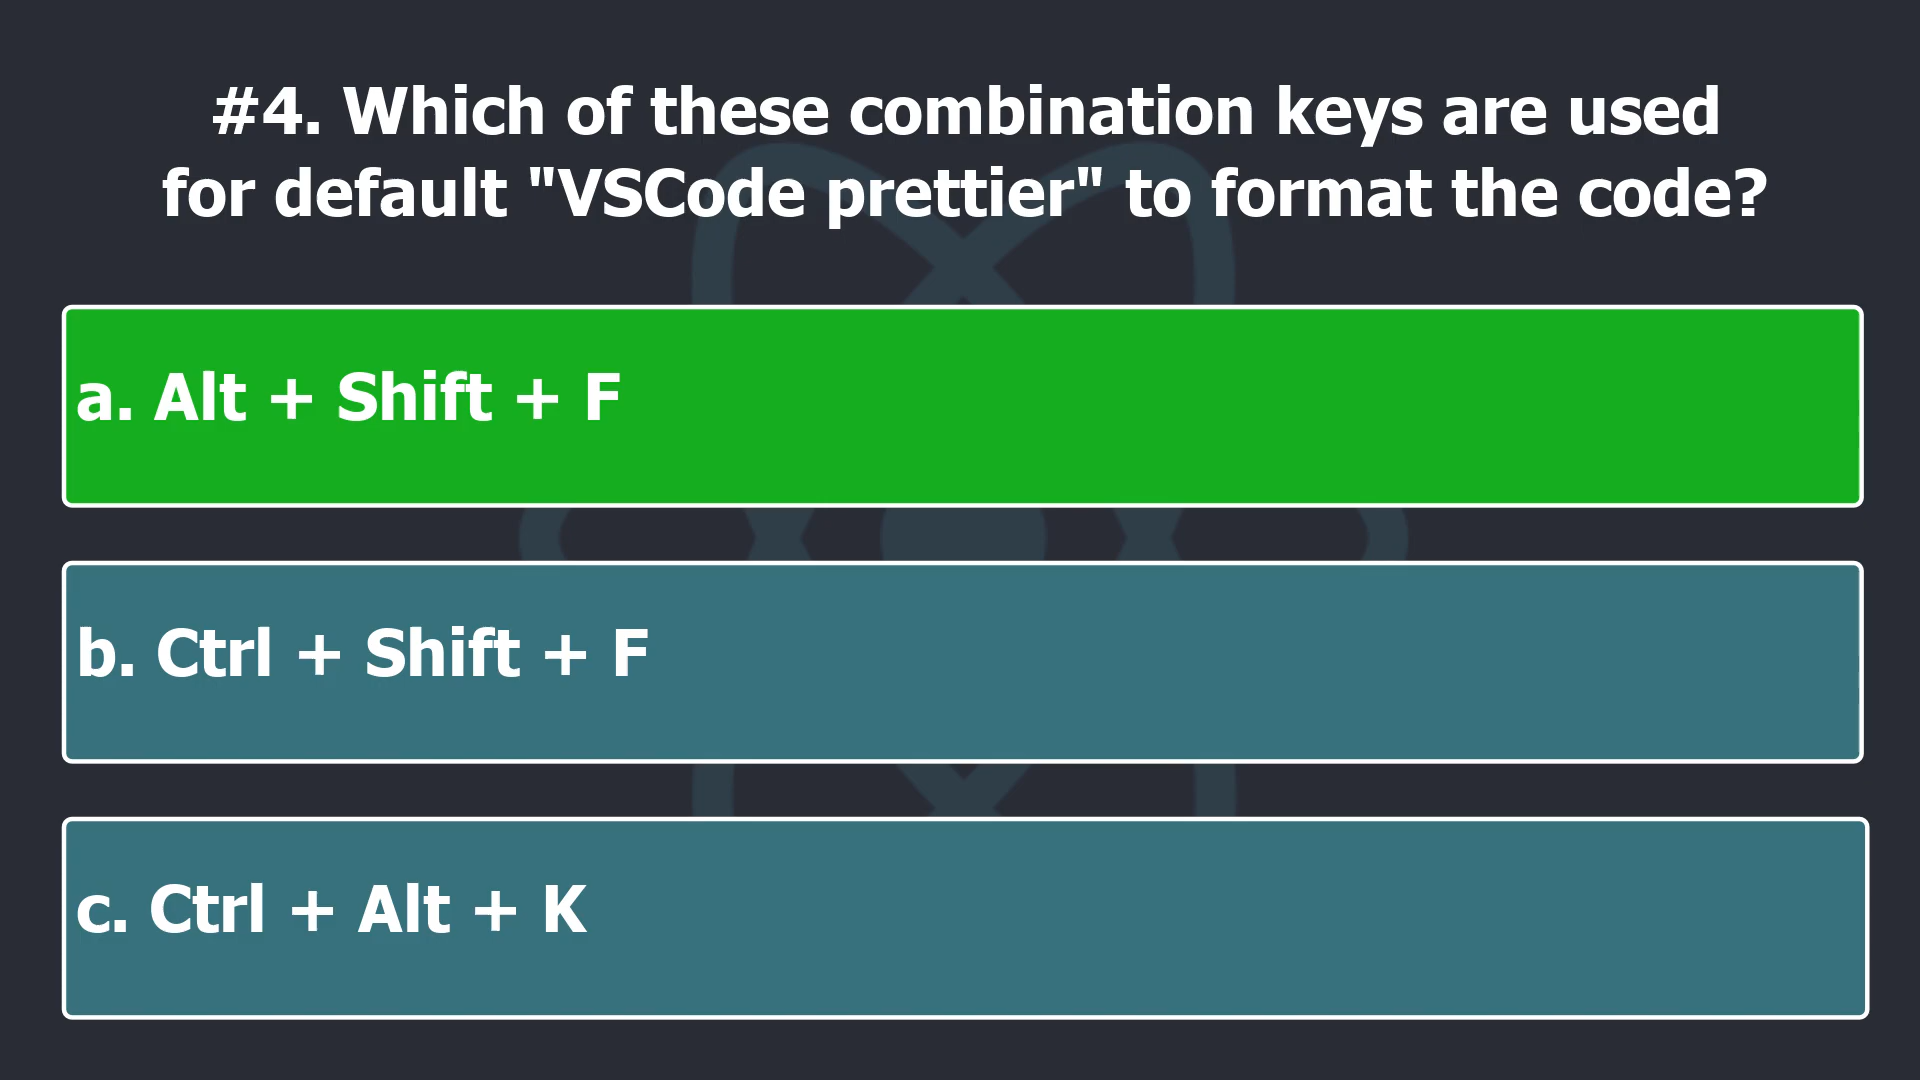 #4. Which of these combination keys are used
for default "VSCode prettier" to format the code?
a. Alt + Shift + F
b. Ctrl + Shift + F
c. Ctrl + Alt + K